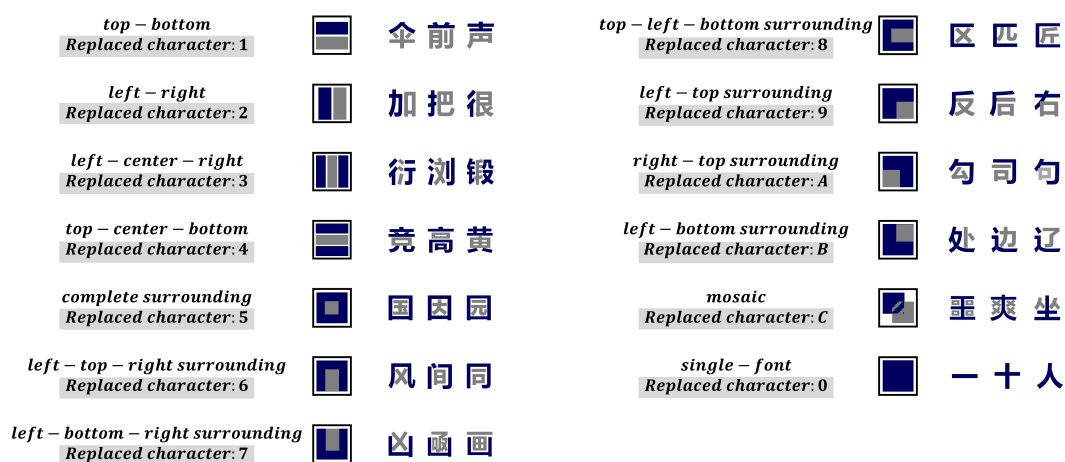 top − bottom
Replaced character: 1
伞 前 声
left − right
Replaced character: 2
加 把 很
left − center − right
Replaced character: 3
衍 浏 锻
top − center − bottom
Replaced character: 4
竞 高 黄
complete surrounding
Replaced character: 5
国 因 元
left − top − right surrounding
Replaced character: 6
风 间 同
left − bottom − right surrounding
Replaced character: 7
凶 函 画
top − left − bottom surrounding
Replaced character: 8
区 匹 匠
left − top surrounding
Replaced character: 9
反 后 右
right − top surrounding
Replaced character: A
勾 司 句
left − bottom surrounding
Replaced character: B
处 边 辽
mosaic
Replaced character: C
噩 爽 坐
single − font
Replaced character: 0
一 十 人